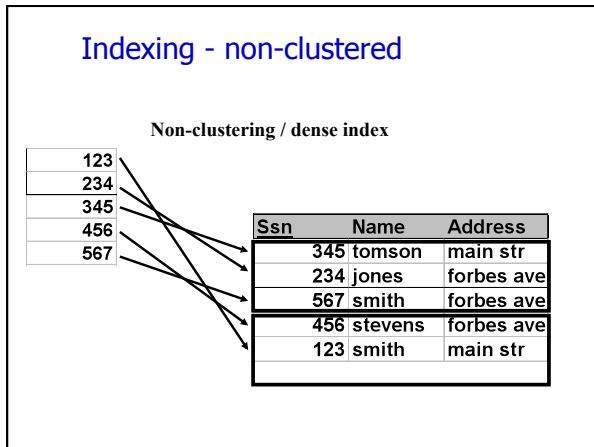 Indexing - non-clustered
Non-clustering / dense index
123
234
345
456
567
Ssn Name Address
345 tomson main str
234 jones forbes ave
567 smith forbes ave
456 stevens forbes ave
123 smith main str